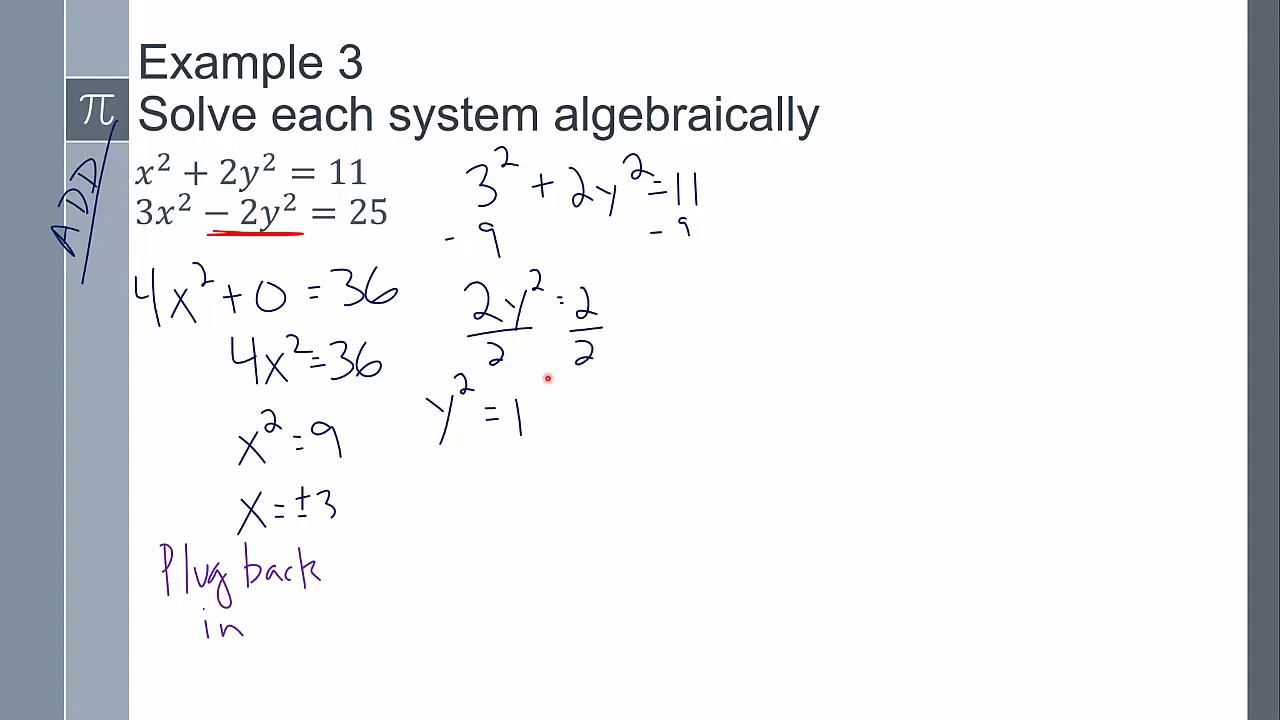 π
Example 3
Solve each system algebraically
ADD
x² + 2y² = 11
3x² − 2y² = 25
4x² + 0 = 36
4x² = 36
x² = 9
x = ±3
Plug back
in
3² + 2y² = 11
- 9 - 9
2y² = 2
2 2
y² = 1